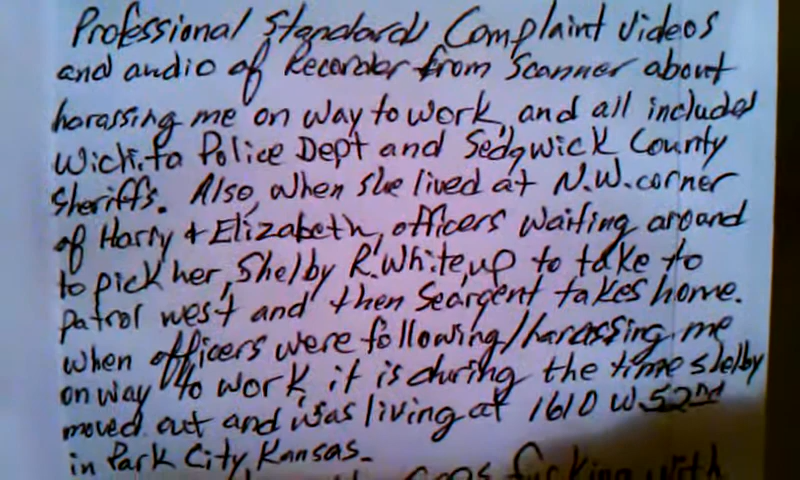 Professional Standards Complaint videos
and audio of Recorder from Scanner about
harassing me on way to work, and all included
Wichita Police Dept and Sedgwick County
Sheriffs. Also, when she lived at N.W. corner
of Harry + Elizabeth, officers waiting around
to pick her, Shelby R. White, up to take to
patrol west and then Seargent takes home.
when officers were following/harassing me
on way to work, it is during the time shelby
moved out and was living at 1610 W 52nd
in Park City, Kansas.
fucking with